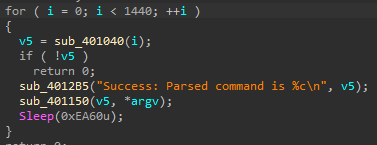 for ( i = 0; i < 1440; ++i )
{
v5 = sub_401040(i);
if ( !v5 )
return 0;
sub_4012B5("Success: Parsed command is %c\n", v5);
sub_401150(v5, *argv);
Sleep(0xEA60u);
}